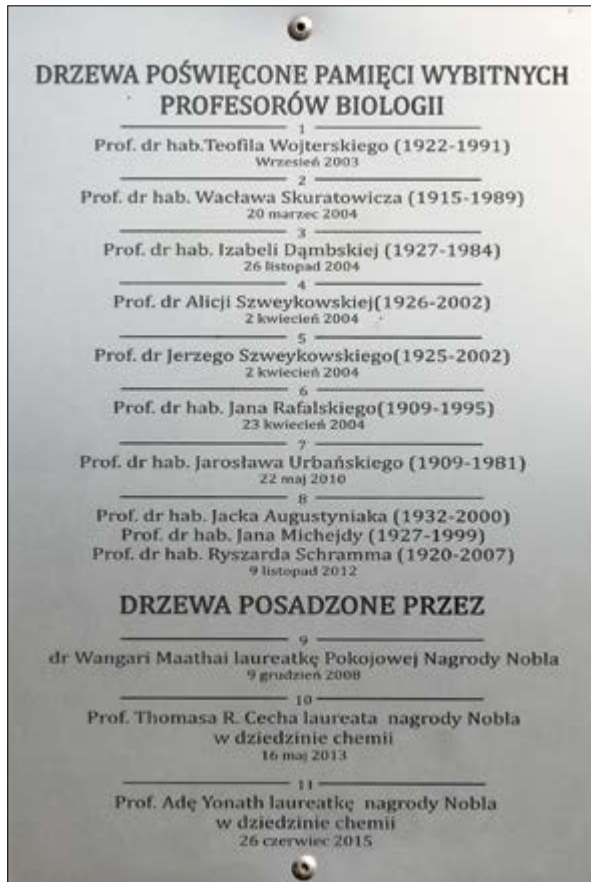 DRZEWA POŚWIĘCONE PAMIĘCI WYBITNYCH
PROFESORÓW BIOLOGII
1
Prof. dr hab.Teofila Wojterskiego (1922-1991)
Wrzesień 2003
2
Prof. dr hab. Wacława Skuratowicza (1915-1989)
20 marzec 2004
3
Prof. dr hab. Izabeli Dąmbskiej (1927-1984)
26 listopad 2004
4
Prof. dr Alicji Szweykowskiej(1926-2002)
2 kwiecień 2004
5
Prof. dr Jerzego Szweykowskiego(1925-2002)
2 kwiecień 2004
6
Prof. dr hab. Jana Rafalskiego(1909-1995)
23 kwiecień 2004
7
Prof. dr hab. Jarosława Urbańskiego (1909-1981)
22 maj 2010
8
Prof. dr hab. Jacka Augustyniaka (1932-2000)
Prof. dr hab. Jana Michejdy (1927-1999)
Prof. dr hab. Ryszarda Schramma (1920-2007)
9 listopad 2012
DRZEWA POSADZONE PRZEZ
9
dr Wangari Maathai laureatkę Pokojowej Nagrody Nobla
9 grudzień 2008
10
Prof. Thomasa R. Cecha laureata nagrody Nobla
w dziedzinie chemii
16 maj 2013
11
Prof. Adę Yonath laureatkę nagrody Nobla
w dziedzinie chemii
26 czerwiec 2015